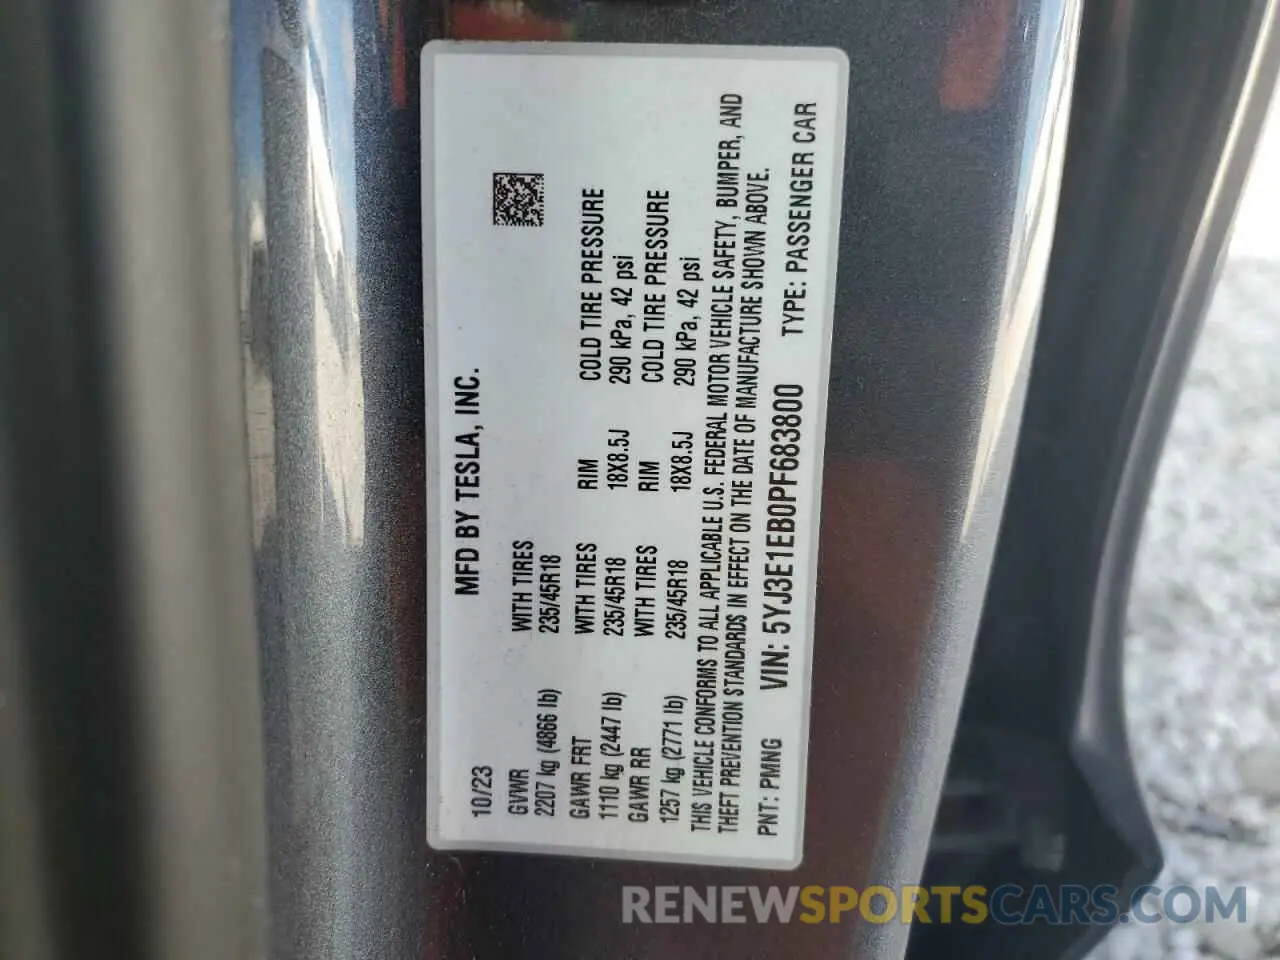 MFD BY TESLA, INC.
10/23
GVWR WITH TIRES
2207 kg (4866 lb) 235/45R18
GAWR FRT WITH TIRES RIM COLD TIRE PRESSURE
1110 kg (2447 lb) 235/45R18 18X8.5J 290 kPa, 42 psi
GAWR RR WITH TIRES RIM COLD TIRE PRESSURE
1257 kg (2771 lb) 235/45R18 18X8.5J 290 kPa, 42 psi
THIS VEHICLE CONFORMS TO ALL APPLICABLE U.S. FEDERAL MOTOR VEHICLE SAFETY, BUMPER, AND
THEFT PREVENTION STANDARDS IN EFFECT ON THE DATE OF MANUFACTURE SHOWN ABOVE.
PNT: PMNG VIN: 5YJ3E1EB0PF683800 TYPE: PASSENGER CAR
RENEWSPORTSCARS.COM